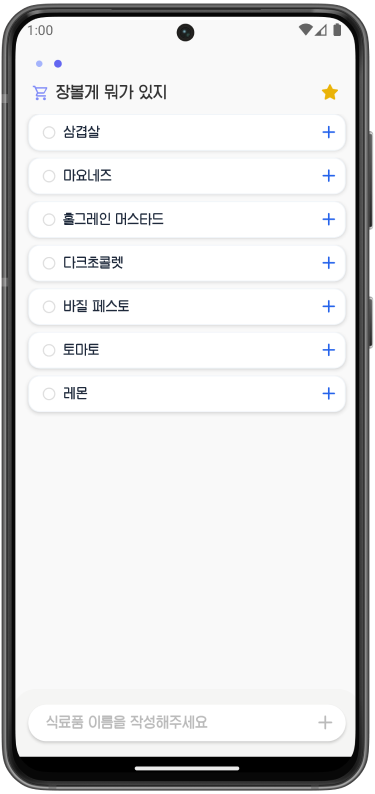 1:00
장볼게 뭐가 있지
삼겹살
마요네즈
홀그레인 머스타드
다크초콜렛
바질 페스토
토마토
레몬
식료품 이름을 작성해주세요